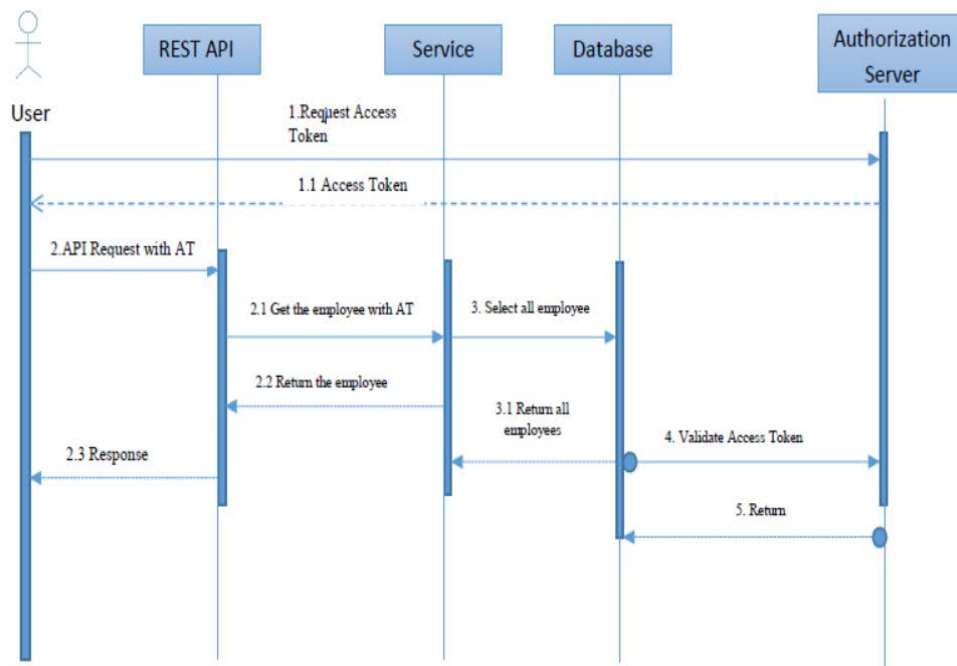 REST API
Service
Database
Authorization
Server
User
1.Request Access
Token
1.1 Access Token
2.API Request with AT
2.1 Get the employee with AT
3. Select all employee
2.2 Return the employee
3.1 Return all
employees
4. Validate Access Token
2.3 Response
5. Return